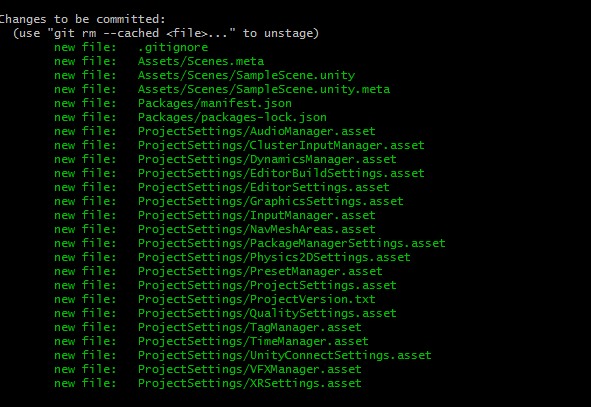 Changes to be committed:
  (use "git rm --cached <file>..." to unstage)
        new file:   .gitignore
        new file:   Assets/Scenes.meta
        new file:   Assets/Scenes/SampleScene.unity
        new file:   Assets/Scenes/SampleScene.unity.meta
        new file:   Packages/manifest.json
        new file:   Packages/packages-lock.json
        new file:   ProjectSettings/AudioManager.asset
        new file:   ProjectSettings/ClusterInputManager.asset
        new file:   ProjectSettings/DynamicsManager.asset
        new file:   ProjectSettings/EditorBuildSettings.asset
        new file:   ProjectSettings/EditorSettings.asset
        new file:   ProjectSettings/GraphicsSettings.asset
        new file:   ProjectSettings/InputManager.asset
        new file:   ProjectSettings/NavMeshAreas.asset
        new file:   ProjectSettings/PackageManagerSettings.asset
        new file:   ProjectSettings/Physics2DSettings.asset
        new file:   ProjectSettings/PresetManager.asset
        new file:   ProjectSettings/ProjectSettings.asset
        new file:   ProjectSettings/ProjectVersion.txt
        new file:   ProjectSettings/QualitySettings.asset
        new file:   ProjectSettings/TagManager.asset
        new file:   ProjectSettings/TimeManager.asset
        new file:   ProjectSettings/UnityConnectSettings.asset
        new file:   ProjectSettings/VFXManager.asset
        new file:   ProjectSettings/XRSettings.asset